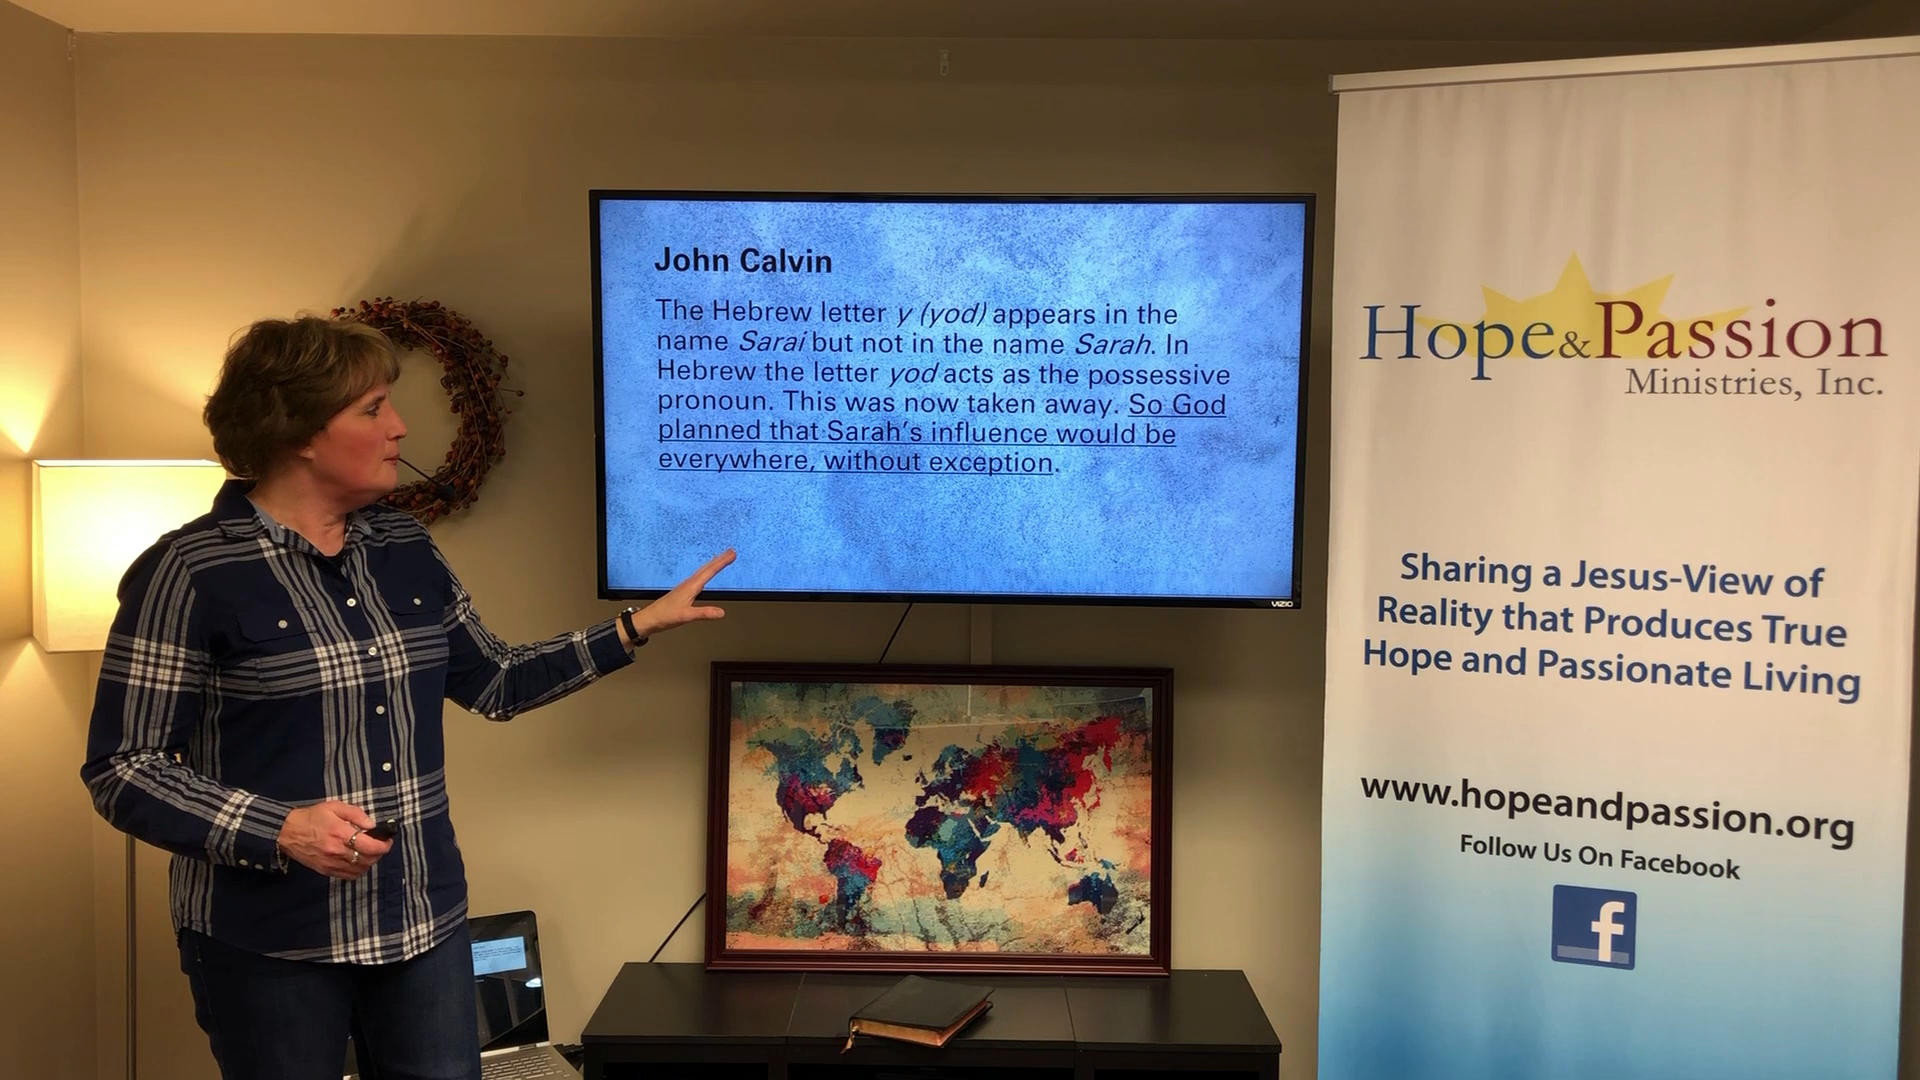 John Calvin
The Hebrew letter y (yod) appears in the
name Sarai but not in the name Sarah. In
Hebrew the letter yod acts as the possessive
pronoun. This was now taken away. So God
planned that Sarah's influence would be
everywhere, without exception.
VIZIO
Hope&Passion
Ministries, Inc.
Sharing a Jesus-View of
Reality that Produces True
Hope and Passionate Living
www.hopeandpassion.org
Follow Us On Facebook
f